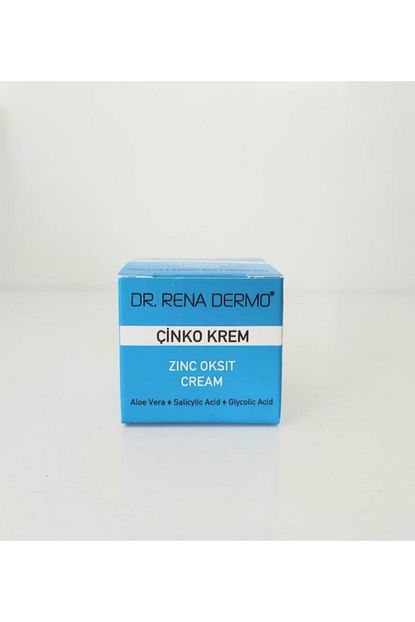 DR. RENA DERMO®
ÇİNKO KREM
ZINC OKSIT
CREAM
Aloe Vera ♦ Salicylic Acid ♦ Glycolic Acid